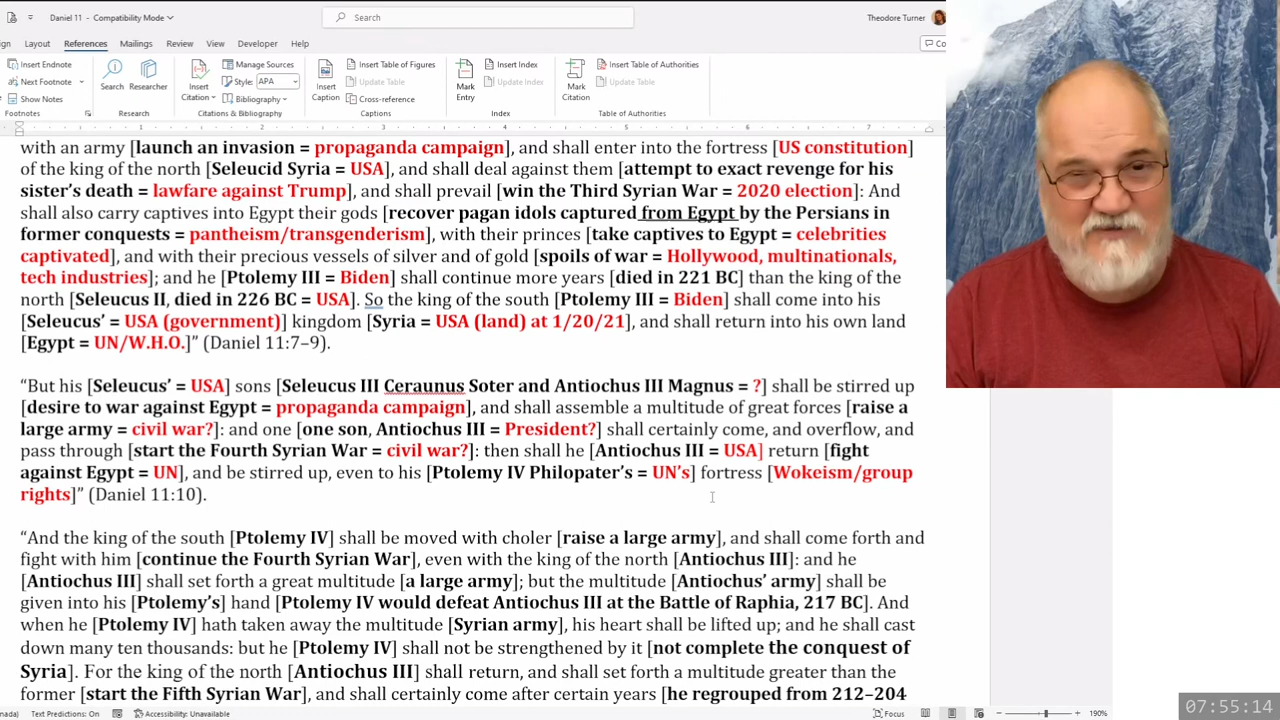 Daniel 11 - Compatibility Mode
Search
Theodore Turner
Layout References Mailings Review View Developer Help
Insert Endnote
Next Footnote
Show Notes
Footnotes
Search
Researcher
Research
Insert Citation
Manage Sources
Style: APA
Bibliography
Citations & Bibliography
Insert Caption
Insert Table of Figures
Update Table
Cross-reference
Captions
Mark Entry
Insert Index
Update Index
Index
Mark Citation
Insert Table of Authorities
Update Table
Table of Authorities
1 2 3 4 5 6 7
with an army [launch an invasion = propaganda campaign], and shall enter into the fortress [US constitution]
of the king of the north [Seleucid Syria = USA], and shall deal against them [attempt to exact revenge for his
sister's death = lawfare against Trump], and shall prevail [win the Third Syrian War = 2020 election]: And
shall also carry captives into Egypt their gods [recover pagan idols captured from Egypt by the Persians in
former conquests = pantheism/transgenderism], with their princes [take captives to Egypt = celebrities
captivated], and with their precious vessels of silver and of gold [spoils of war = Hollywood, multinationals,
tech industries]; and he [Ptolemy III = Biden] shall continue more years [died in 221 BC] than the king of the
north [Seleucus II, died in 226 BC = USA]. So the king of the south [Ptolemy III = Biden] shall come into his
[Seleucus' = USA (government)] kingdom [Syria = USA (land) at 1/20/21], and shall return into his own land
[Egypt = UN/W.H.O.]” (Daniel 11:7–9).
“But his [Seleucus' = USA] sons [Seleucus III Ceraunus Soter and Antiochus III Magnus = ?] shall be stirred up
[desire to war against Egypt = propaganda campaign], and shall assemble a multitude of great forces [raise a
large army = civil war?]: and one [one son, Antiochus III = President?] shall certainly come, and overflow, and
pass through [start the Fourth Syrian War = civil war?]: then shall he [Antiochus III = USA] return [fight
against Egypt = UN], and be stirred up, even to his [Ptolemy IV Philopater's = UN's] fortress [Wokeism/group
rights]” (Daniel 11:10).
“And the king of the south [Ptolemy IV] shall be moved with choler [raise a large army], and shall come forth and
fight with him [continue the Fourth Syrian War], even with the king of the north [Antiochus III]: and he
[Antiochus III] shall set forth a great multitude [a large army]; but the multitude [Antiochus' army] shall be
given into his [Ptolemy's] hand [Ptolemy IV would defeat Antiochus III at the Battle of Raphia, 217 BC]. And
when he [Ptolemy IV] hath taken away the multitude [Syrian army], his heart shall be lifted up; and he shall cast
down many ten thousands: but he [Ptolemy IV] shall not be strengthened by it [not complete the conquest of
Syria]. For the king of the north [Antiochus III] shall return, and shall set forth a multitude greater than the
former [start the Fifth Syrian War], and shall certainly come after certain years [he regrouped from 212–204
Text Predictions: On Accessibility: Unavailable Focus 190%
07:55:14